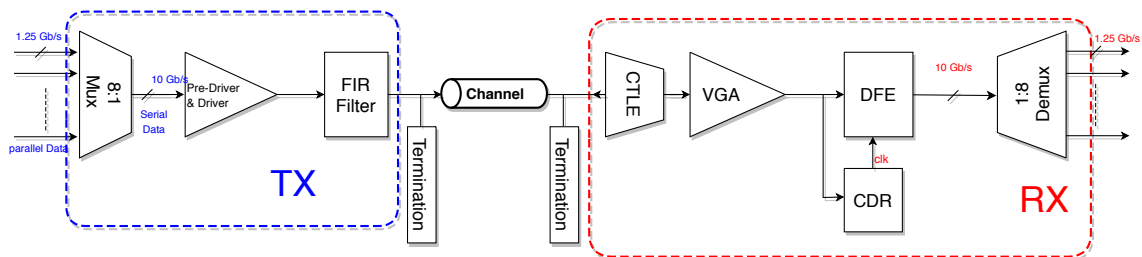 1.25 Gb/s
parallel Data
8:1
Mux
10 Gb/s
Serial
Data
Pre-Driver
& Driver
FIR
Filter
TX
Termination
Channel
Termination
CTLE
VGA
DFE
clk
CDR
10 Gb/s
1:8
Demux
1.25 Gb/s
RX